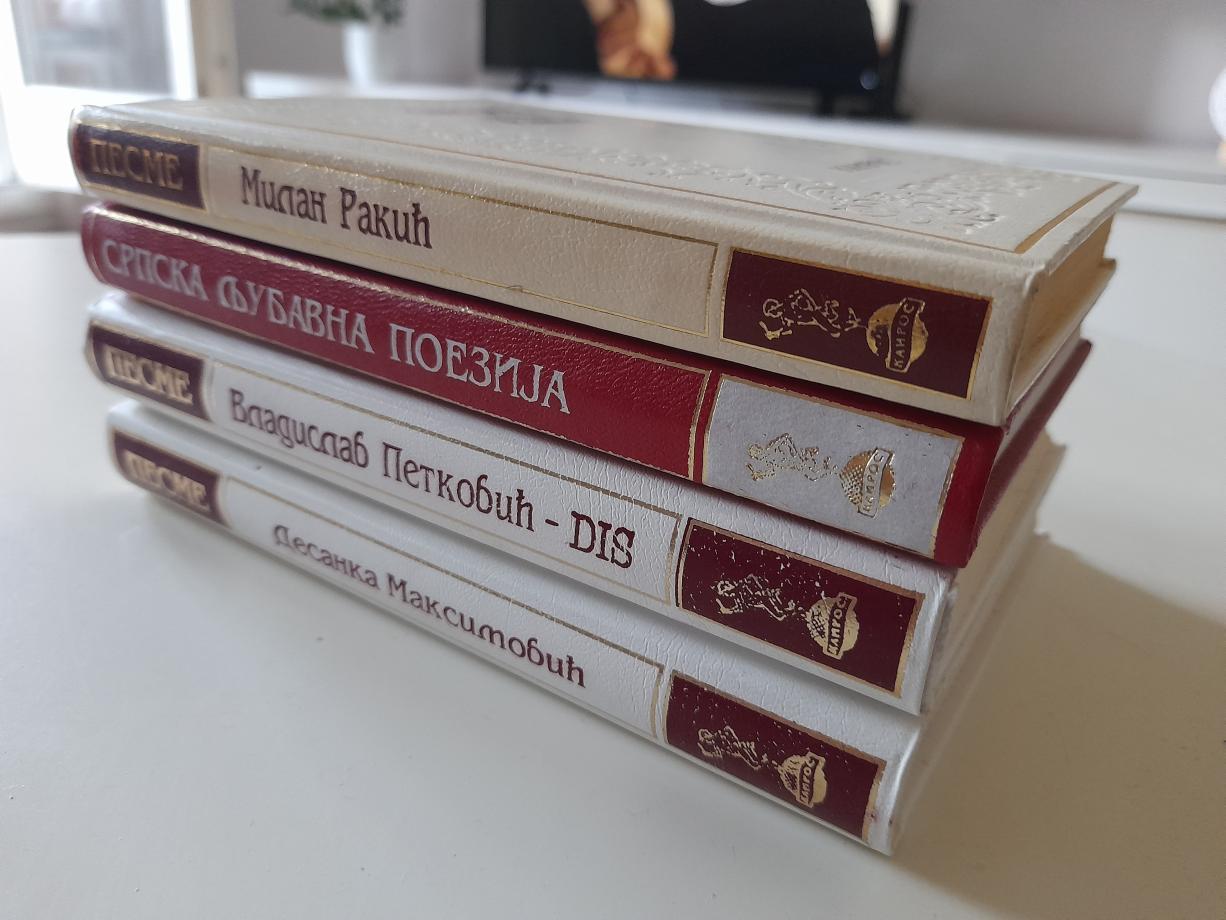 ПЕСМЕ
Милан Ракић
КАИРОС
СРПСКА ЉУБАВНА ПОЕЗИЈА
КАИРОС
ПЕСМЕ
Владислав Петковић - DIS
КАИРОС
ПЕСМЕ
Десанка Максимовић
КАИРОС